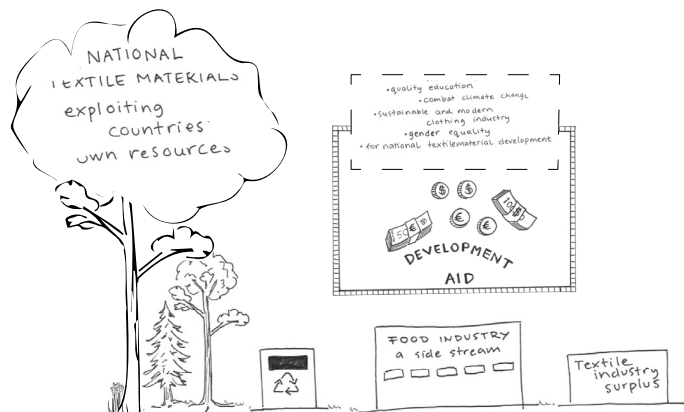 NATIONAL
TEXTILE MATERIALS
exploiting
countries
own resources
•quality education
•combat climate change
•sustainable and modern
clothing industry
•gender equality
•for national textilematerial development
$
$
€
€
50€
DEVELOPMENT
AID
FOOD INDUSTRY
a side stream
Textile
industry
surplus